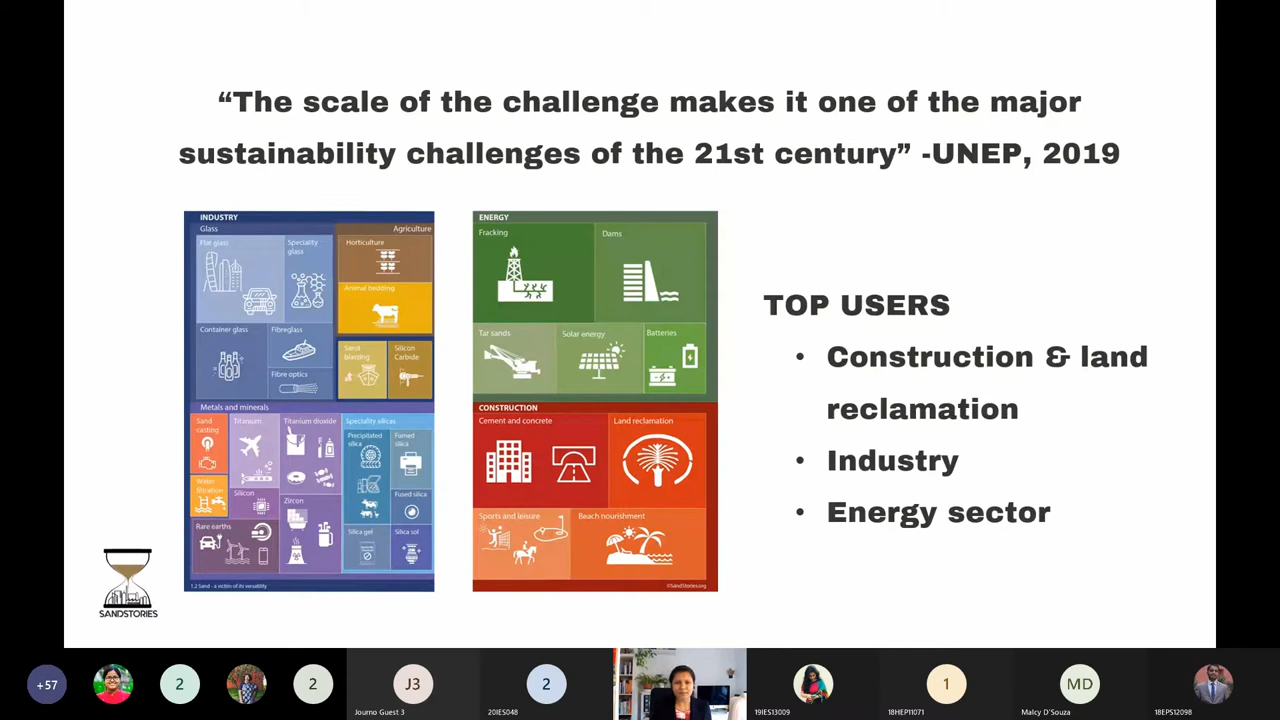 “The scale of the challenge makes it one of the major
sustainability challenges of the 21st century” -UNEP, 2019
INDUSTRY
Glass
Agriculture
Flat glass
Speciality
glass
Horticulture
Animal bedding
Container glass
Fibreglass
Fibre optics
Sand
blasting
Silicon
Carbide
Metals and minerals
Sand
casting
Titanium
Titanium dioxide
Speciality silicas
Precipitated
silica
Fumed
silica
Water
filtration
Silicon
Zircon
Fused silica
Rare earths
Silica gel
Silica sol
1.2 Sand - a victim of its versatility
ENERGY
Fracking
Dams
Tar sands
Solar energy
Batteries
CONSTRUCTION
Cement and concrete
Land reclamation
Sports and leisure
Beach nourishment
©SandStories.org
TOP USERS
• Construction & land
reclamation
• Industry
• Energy sector
SANDSTORIES
+57
2
2
J3
Journo Guest 3
2
20IES048
19IES13009
1
18HEP11071
MD
Malcy D'Souza
18EPS12098